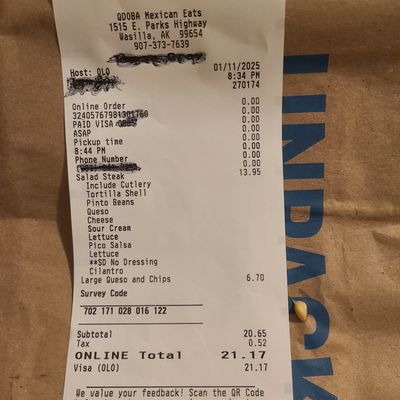 QDOBA Mexican Eats
1515 E. Parks Highway
Wasilla, AK 99654
907-373-7639
01/11/2025
Host: OLO
8:34 PM
270174
Online Order 0.00
32405767981301760 0.00
PAID VISA 0.00
ASAP 0.00
Pickup time 0.00
8:44 PM 0.00
Phone Number 0.00
Salad Steak 13.95
Include Cutlery
Tortilla Shell
Pinto Beans
Queso
Cheese
Sour Cream
Lettuce
Pico Salsa
Lettuce
**SD No Dressing
Cilantro
Large Queso and Chips 6.70
Survey Code
702 171 028 016 122
Subtotal 20.65
Tax 0.52
ONLINE Total 21.17
Visa (OLO) 21.17
We value your feedback! Scan the QR Code
UNPACK